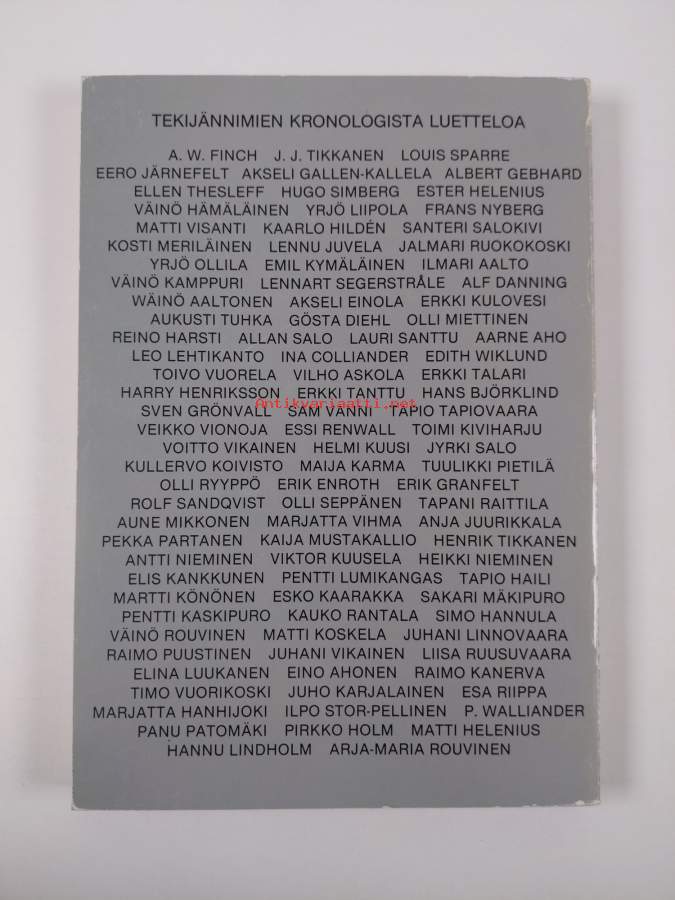 TEKIJÄNNIMIEN KRONOLOGISTA LUETTELOA
A. W. FINCH J. J. TIKKANEN LOUIS SPARRE
EERO JÄRNEFELT AKSELI GALLEN-KALLELA ALBERT GEBHARD
ELLEN THESLEFF HUGO SIMBERG ESTER HELENIUS
VÄINÖ HÄMÄLÄINEN YRJÖ LIIPOLA FRANS NYBERG
MATTI VISANTI KAARLO HILDÉN SANTERI SALOKIVI
KOSTI MERILÄINEN LENNU JUVELA JALMARI RUOKOKOSKI
YRJÖ OLLILA EMIL KYMÄLÄINEN ILMARI AALTO
VÄINÖ KAMPPURI LENNART SEGERSTRÅLE ALF DANNING
WÄINÖ AALTONEN AKSELI EINOLA ERKKI KULOVESI
AUKUSTI TUHKA GÖSTA DIEHL OLLI MIETTINEN
REINO HARSTI ALLAN SALO LAURI SANTTU AARNE AHO
LEO LEHTIKANTO INA COLLIANDER EDITH WIKLUND
TOIVO VUORELA VILHO ASKOLA ERKKI TALARI
HARRY HENRIKSSON ERKKI TANTTU HANS BJÖRKLIND
Antikvariaatti.net
SVEN GRÖNVALL SAM VANNI TAPIO TAPIOVAARA
VEIKKO VIONOJA ESSI RENWALL TOIMI KIVIHARJU
VOITTO VIKAINEN HELMI KUUSI JYRKI SALO
KULLERVO KOIVISTO MAIJA KARMA TUULIKKI PIETILÄ
OLLI RYYPPÖ ERIK ENROTH ERIK GRANFELT
ROLF SANDQVIST OLLI SEPPÄNEN TAPANI RAITTILA
AUNE MIKKONEN MARJATTA VIHMA ANJA JUURIKKALA
PEKKA PARTANEN KAIJA MUSTAKALLIO HENRIK TIKKANEN
ANTTI NIEMINEN VIKTOR KUUSELA HEIKKI NIEMINEN
ELIS KANKKUNEN PENTTI LUMIKANGAS TAPIO HAILI
MARTTI KÖNÖNEN ESKO KAARAKKA SAKARI MÄKIPURO
PENTTI KASKIPURO KAUKO RANTALA SIMO HANNULA
VÄINÖ ROUVINEN MATTI KOSKELA JUHANI LINNOVAARA
RAIMO PUUSTINEN JUHANI VIKAINEN LIISA RUUSUVAARA
ELINA LUUKANEN EINO AHONEN RAIMO KANERVA
TIMO VUORIKOSKI JUHO KARJALAINEN ESA RIIPPA
MARJATTA HANHIJOKI ILPO STOR-PELLINEN P. WALLIANDER
PANU PATOMÄKI PIRKKO HOLM MATTI HELENIUS
HANNU LINDHOLM ARJA-MARIA ROUVINEN